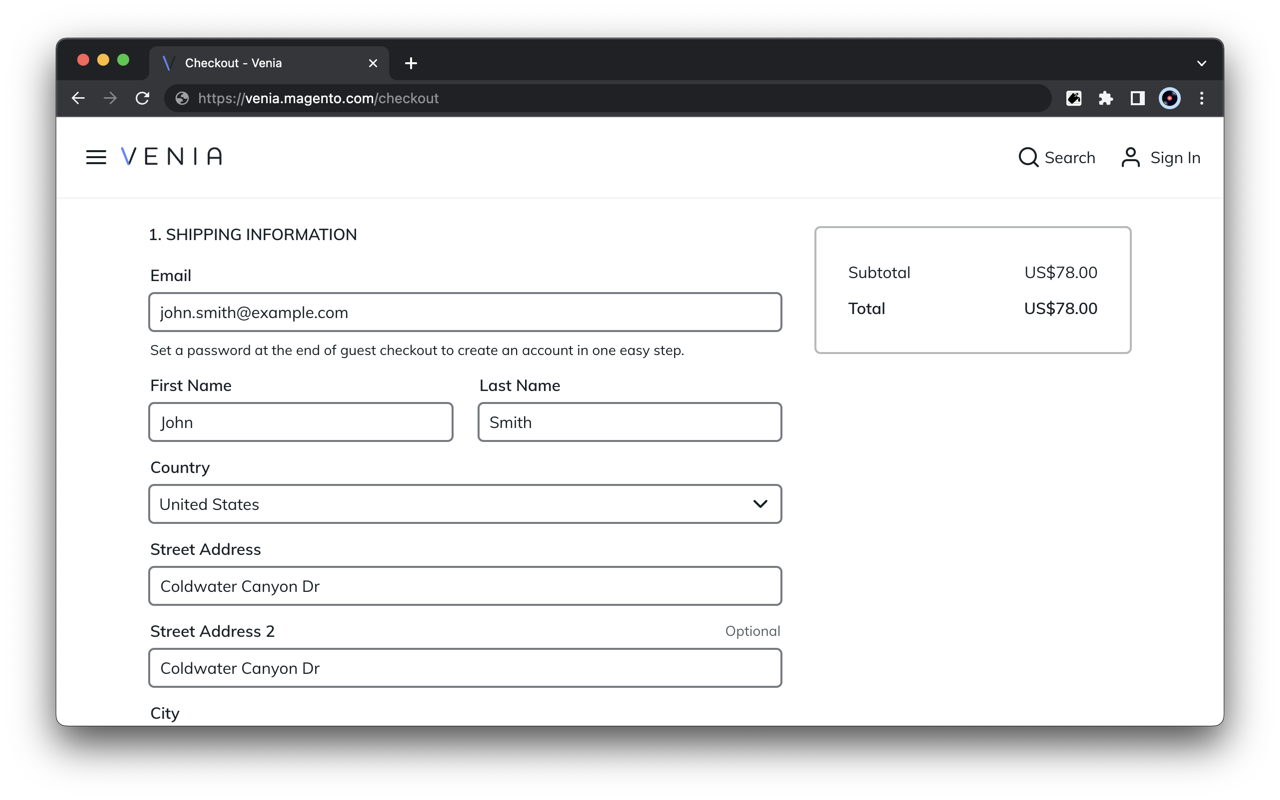 Checkout - Venia
https://venia.magento.com/checkout
VENIA
Search
Sign In
1. SHIPPING INFORMATION
Email
john.smith@example.com
Set a password at the end of guest checkout to create an account in one easy step.
First Name
Last Name
John
Smith
Country
United States
Street Address
Coldwater Canyon Dr
Street Address 2
Optional
Coldwater Canyon Dr
City
Subtotal
US$78.00
Total
US$78.00